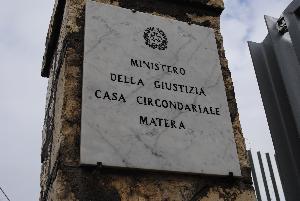 MINISTERO
DELLA GIUSTIZIA
CASA CIRCONDARIALE
MATERA